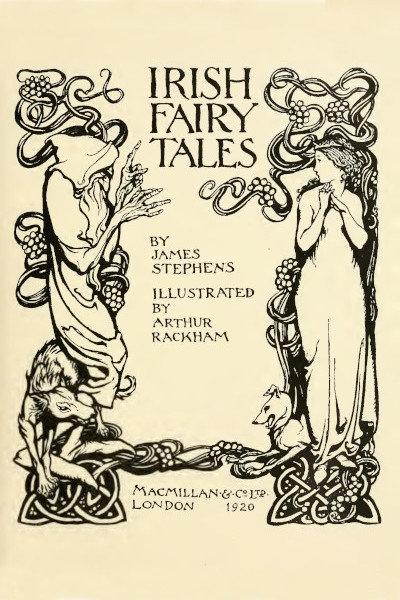 IRISH
FAIRY
TALES
BY
JAMES
STEPHENS
ILLUSTRATED
BY
ARTHUR
RACKHAM
MACMILLAN·&·Co LTD.
LONDON 1920